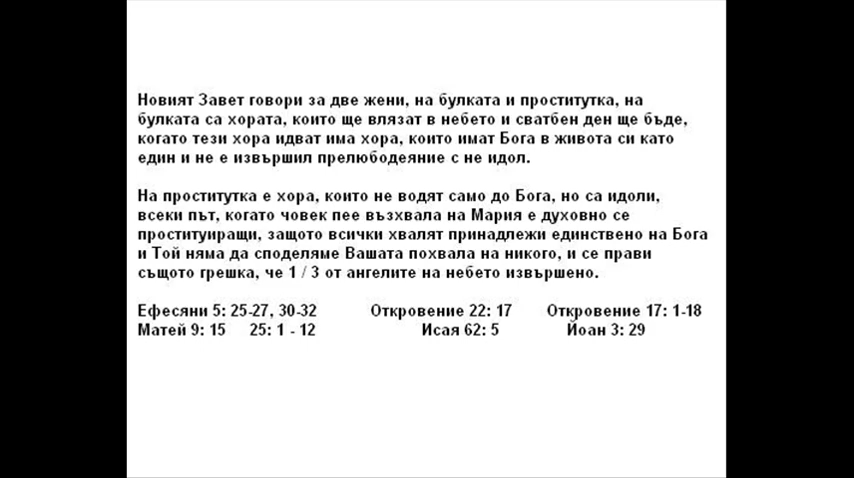 Новият Завет говори за две жени, на булката и проститутка, на
булката са хората, които ще влязат в небето и сватбен ден ще бъде,
когато тези хора идват има хора, които имат Бога в живота си като
един и не е извършил прелюбодеяние с не идол.
На проститутка е хора, които не водят само до Бога, но са идоли,
всеки път, когато човек пее възхвала на Мария е духовно се
проституиращи, защото всички хвалят принадлежи единствено на Бога
и Той няма да споделяме Вашата похвала на никого, и се прави
същото грешка, че 1 / 3 от ангелите на небето извършено.
Ефесяни 5: 25-27, 30-32 Откровение 22: 17 Откровение 17: 1-18
Матей 9: 15 25: 1 - 12 Исая 62: 5 Йоан 3: 29